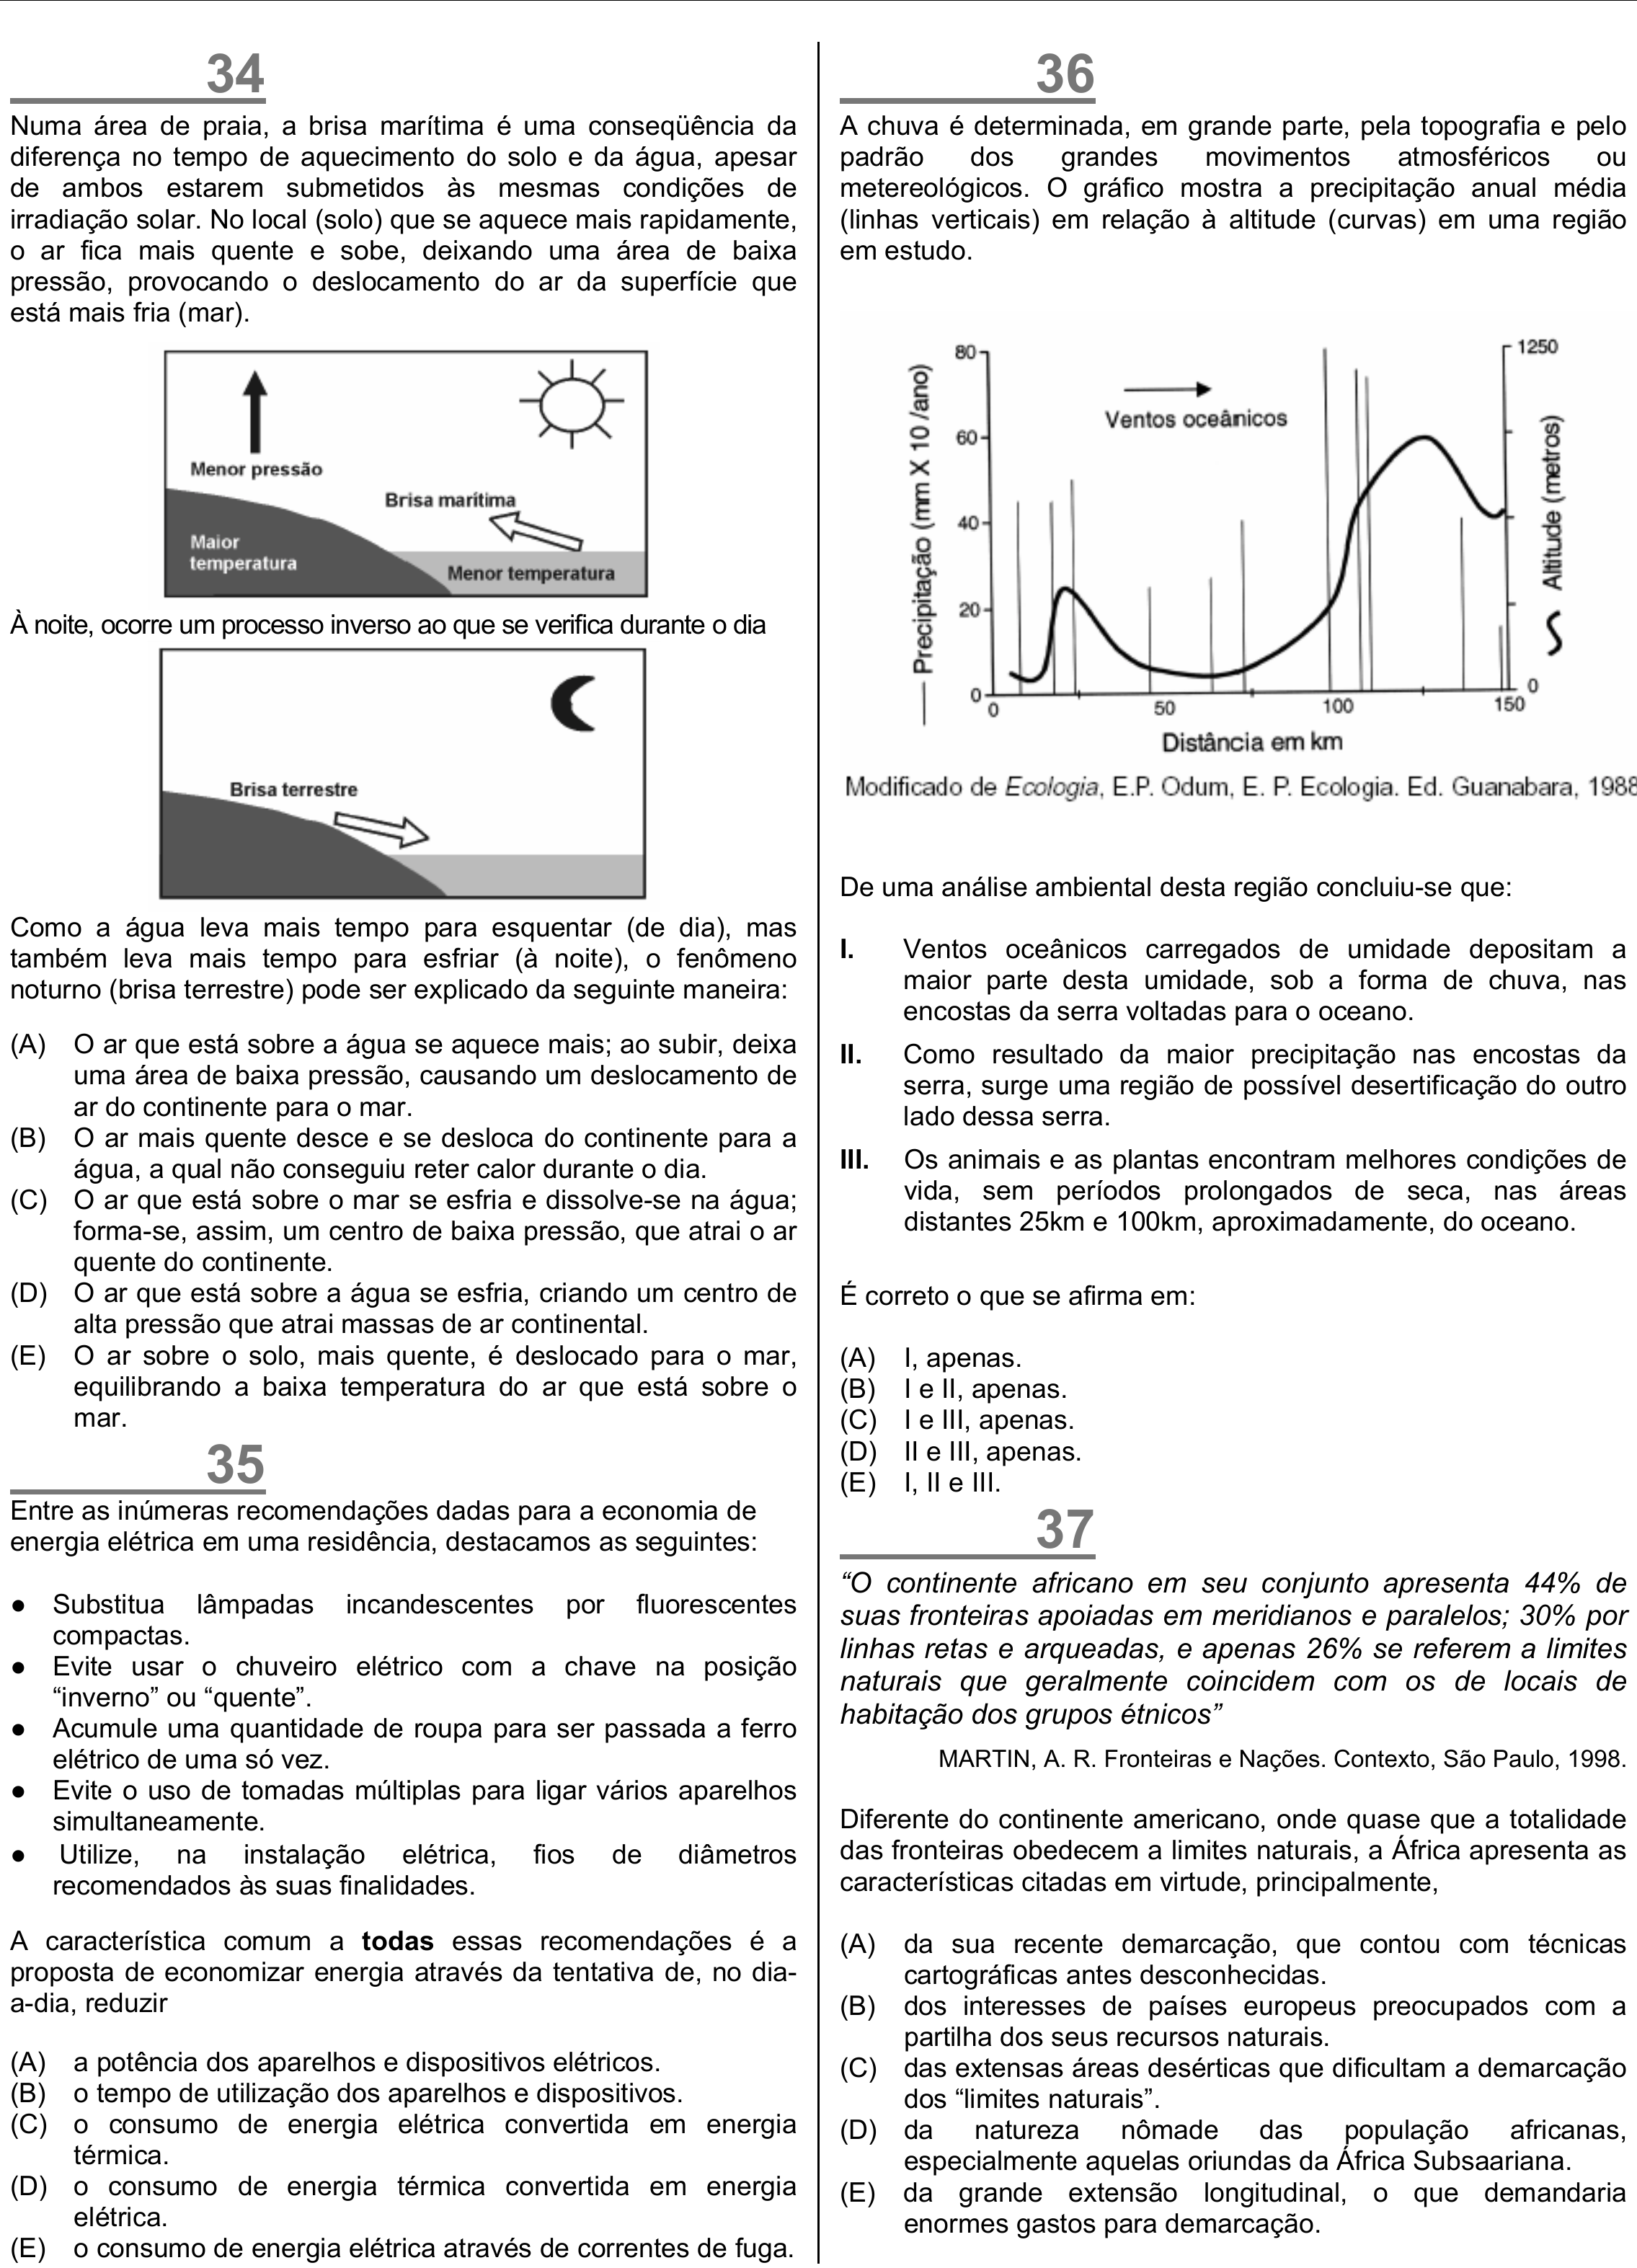 34
Numa área de praia, a brisa marítima é uma conseqüência da
diferença no tempo de aquecimento do solo e da água, apesar
de ambos estarem submetidos às mesmas condições de
irradiação solar. No local (solo) que se aquece mais rapidamente,
o ar fica mais quente e sobe, deixando uma área de baixa
pressão, provocando o deslocamento do ar da superfície que
está mais fria (mar).
Menor pressão
Brisa marítima
Maior
temperatura
Menor temperatura
À noite, ocorre um processo inverso ao que se verifica durante o dia
Brisa terrestre
Como a água leva mais tempo para esquentar (de dia), mas
também leva mais tempo para esfriar (à noite), o fenômeno
noturno (brisa terrestre) pode ser explicado da seguinte maneira:
(A) O ar que está sobre a água se aquece mais; ao subir, deixa
uma área de baixa pressão, causando um deslocamento de
ar do continente para o mar.
(B) O ar mais quente desce e se desloca do continente para a
água, a qual não conseguiu reter calor durante o dia.
(C) O ar que está sobre o mar se esfria e dissolve-se na água;
forma-se, assim, um centro de baixa pressão, que atrai o ar
quente do continente.
(D) O ar que está sobre a água se esfria, criando um centro de
alta pressão que atrai massas de ar continental.
(E) O ar sobre o solo, mais quente, é deslocado para o mar,
equilibrando a baixa temperatura do ar que está sobre o
mar.
35
Entre as inúmeras recomendações dadas para a economia de
energia elétrica em uma residência, destacamos as seguintes:
● Substitua lâmpadas incandescentes por fluorescentes
compactas.
● Evite usar o chuveiro elétrico com a chave na posição
“inverno” ou “quente”.
● Acumule uma quantidade de roupa para ser passada a ferro
elétrico de uma só vez.
● Evite o uso de tomadas múltiplas para ligar vários aparelhos
simultaneamente.
● Utilize, na instalação elétrica, fios de diâmetros
recomendados às suas finalidades.
A característica comum a todas essas recomendações é a
proposta de economizar energia através da tentativa de, no dia-
a-dia, reduzir
(A) a potência dos aparelhos e dispositivos elétricos.
(B) o tempo de utilização dos aparelhos e dispositivos.
(C) o consumo de energia elétrica convertida em energia
térmica.
(D) o consumo de energia térmica convertida em energia
elétrica.
(E) o consumo de energia elétrica através de correntes de fuga.
36
A chuva é determinada, em grande parte, pela topografia e pelo
padrão dos grandes movimentos atmosféricos ou
metereológicos. O gráfico mostra a precipitação anual média
(linhas verticais) em relação à altitude (curvas) em uma região
em estudo.
80
60
40
20
0
Precipitação (mm X 10 /ano)
Ventos oceânicos
1250
0
Altitude (metros)
0 50 100 150
Distância em km
Modificado de Ecologia, E.P. Odum, E. P. Ecologia. Ed. Guanabara, 1988
De uma análise ambiental desta região concluiu-se que:
I. Ventos oceânicos carregados de umidade depositam a
maior parte desta umidade, sob a forma de chuva, nas
encostas da serra voltadas para o oceano.
II. Como resultado da maior precipitação nas encostas da
serra, surge uma região de possível desertificação do outro
lado dessa serra.
III. Os animais e as plantas encontram melhores condições de
vida, sem períodos prolongados de seca, nas áreas
distantes 25km e 100km, aproximadamente, do oceano.
É correto o que se afirma em:
(A) I, apenas.
(B) I e II, apenas.
(C) I e III, apenas.
(D) II e III, apenas.
(E) I, II e III.
37
“O continente africano em seu conjunto apresenta 44% de
suas fronteiras apoiadas em meridianos e paralelos; 30% por
linhas retas e arqueadas, e apenas 26% se referem a limites
naturais que geralmente coincidem com os de locais de
habitação dos grupos étnicos”
MARTIN, A. R. Fronteiras e Nações. Contexto, São Paulo, 1998.
Diferente do continente americano, onde quase que a totalidade
das fronteiras obedecem a limites naturais, a África apresenta as
características citadas em virtude, principalmente,
(A) da sua recente demarcação, que contou com técnicas
cartográficas antes desconhecidas.
(B) dos interesses de países europeus preocupados com a
partilha dos seus recursos naturais.
(C) das extensas áreas desérticas que dificultam a demarcação
dos “limites naturais”.
(D) da natureza nômade das população africanas,
especialmente aquelas oriundas da África Subsaariana.
(E) da grande extensão longitudinal, o que demandaria
enormes gastos para demarcação.